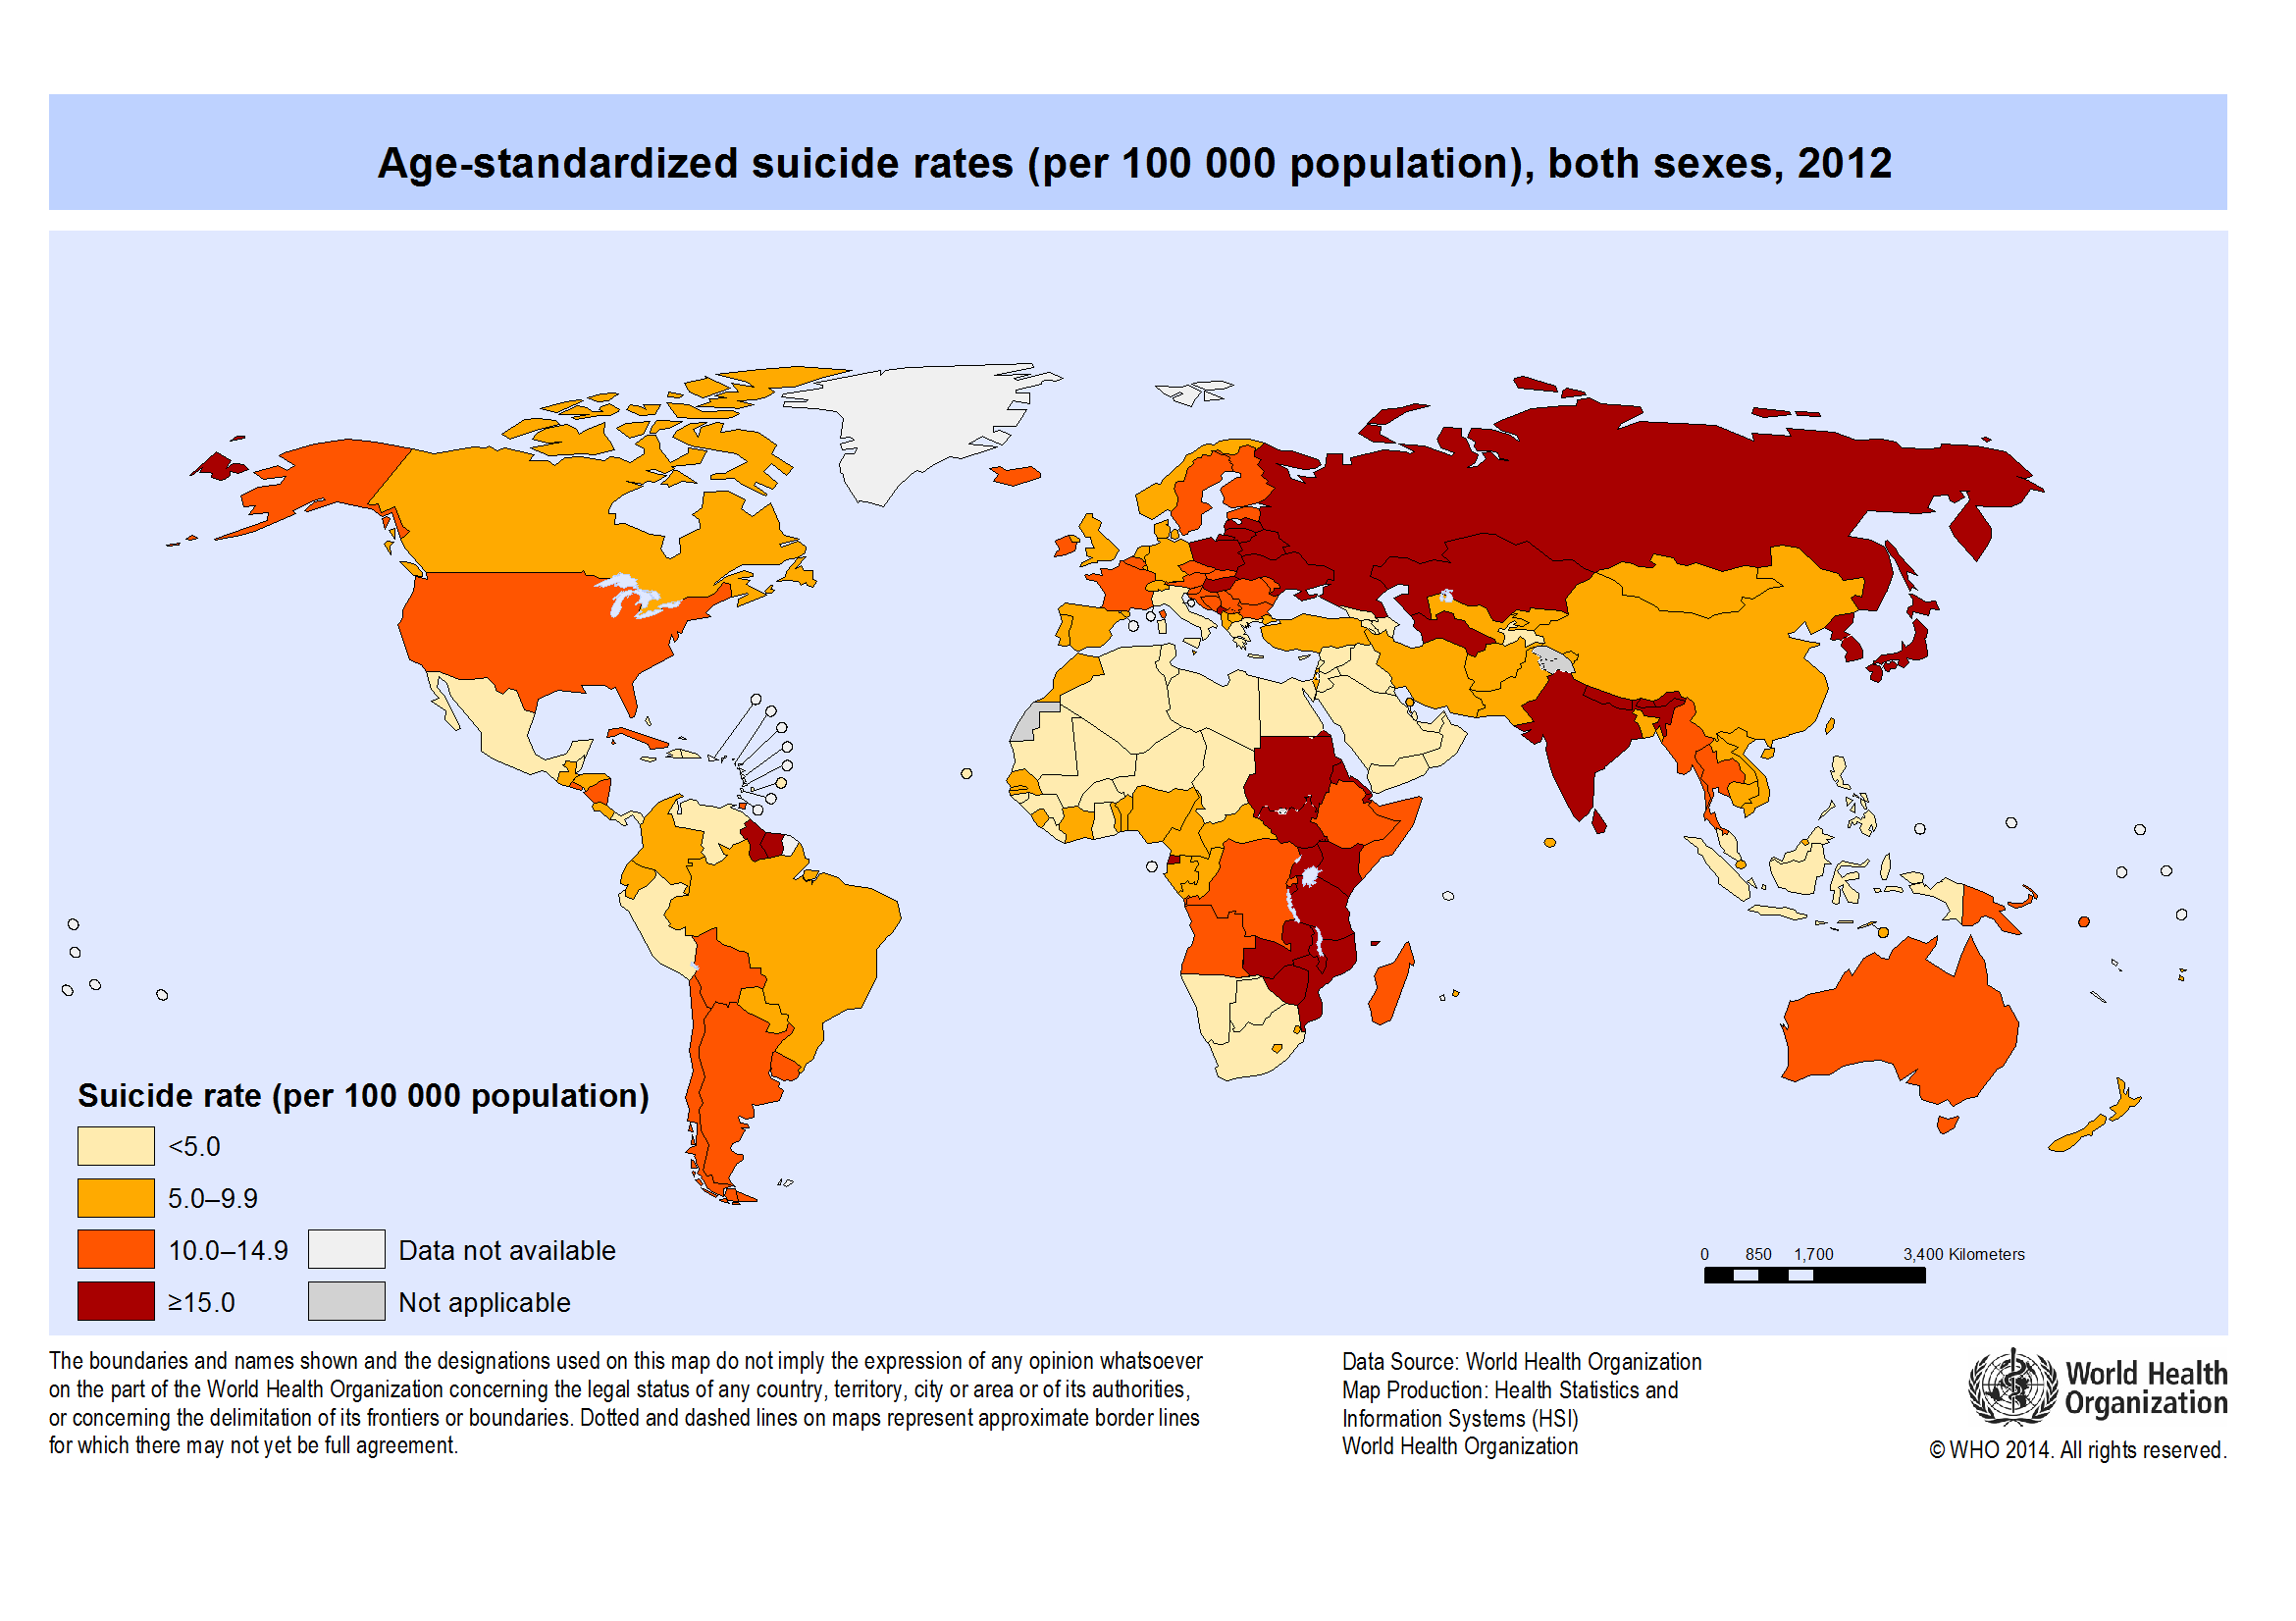 Age-standardized suicide rates (per 100 000 population), both sexes, 2012
Suicide rate (per 100 000 population)
<5.0
5.0–9.9
10.0–14.9
≥15.0
Data not available
Not applicable
0 850 1,700 3,400 Kilometers
The boundaries and names shown and the designations used on this map do not imply the expression of any opinion whatsoever
on the part of the World Health Organization concerning the legal status of any country, territory, city or area or of its authorities,
or concerning the delimitation of its frontiers or boundaries. Dotted and dashed lines on maps represent approximate border lines
for which there may not yet be full agreement.
Data Source: World Health Organization
Map Production: Health Statistics and
Information Systems (HSI)
World Health Organization
World Health
Organization
© WHO 2014. All rights reserved.